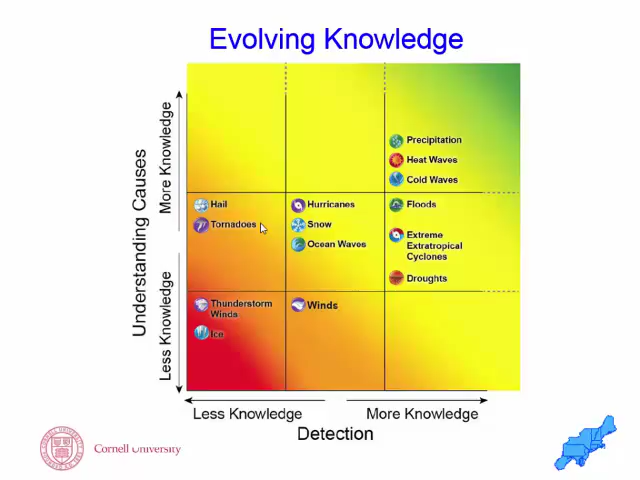 Evolving Knowledge
Understanding Causes
More Knowledge
Less Knowledge
Precipitation
Heat Waves
Cold Waves
Hail
Tornadoes
Hurricanes
Snow
Ocean Waves
Floods
Extreme
Extratropical
Cyclones
Droughts
Thunderstorm
Winds
Ice
Winds
Less Knowledge
More Knowledge
Detection
Cornell University